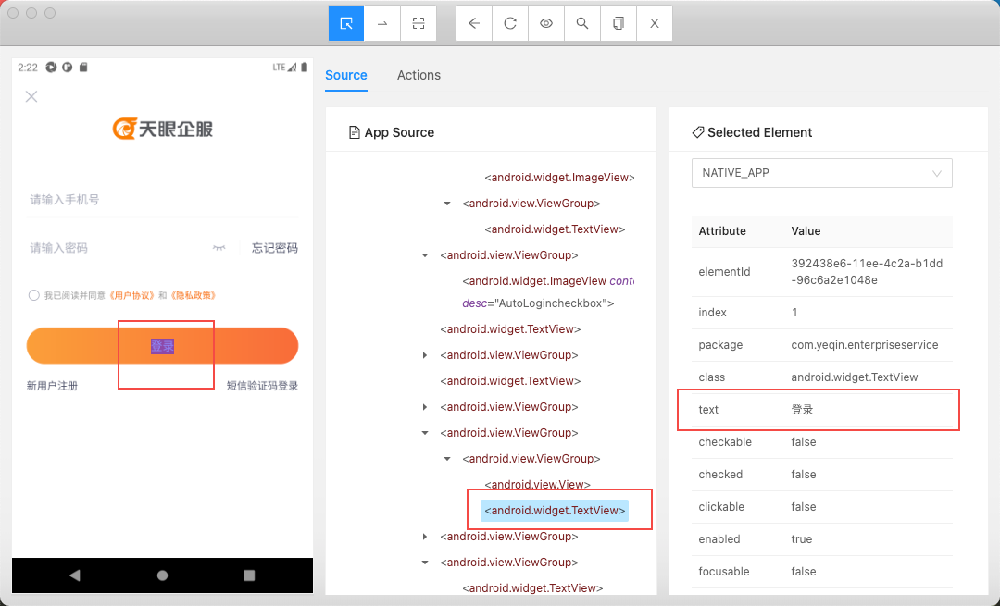 2:22
LTE
天眼企服
请输入手机号
请输入密码
忘记密码
我已阅读并同意《用户协议》和《隐私政策》
登录
新用户注册
短信验证码登录
Source
Actions
App Source
<android.widget.ImageView>
<android.view.ViewGroup>
<android.widget.TextView>
<android.view.ViewGroup>
<android.widget.ImageView conte
desc="AutoLogincheckbox">
<android.widget.TextView>
<android.view.ViewGroup>
<android.widget.TextView>
<android.view.ViewGroup>
<android.view.ViewGroup>
<android.view.ViewGroup>
<android.view.View>
<android.widget.TextView>
<android.view.ViewGroup>
<android.view.ViewGroup>
<android.widget.TextView>
Selected Element
NATIVE_APP
Attribute Value
elementId 392438e6-11ee-4c2a-b1dd
-96c6a2e1048e
index 1
package com.yeqin.enterpriseservice
class android.widget.TextView
text 登录
checkable false
checked false
clickable false
enabled true
focusable false